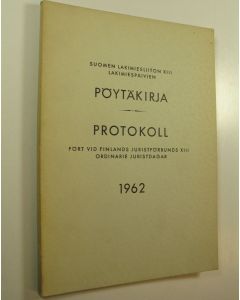 SUOMEN LAKIMIESLIITON XIII
LAKIMIESPÄIVIEN
PÖYTÄKIRJA
PROTOKOLL
FÖRT VID FINLANDS JURISTFÖRBUNDS XIII
ORDINARIE JURISTDAGAR
1962